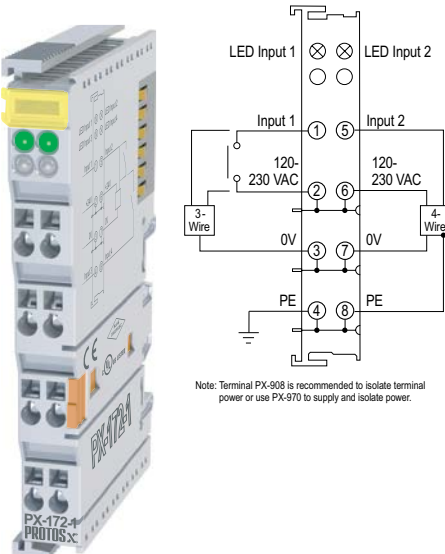 LED Input 1
LED Input 2
Input 1
1
5
Input 2
120-
230 VAC
2
6
120-
230 VAC
3-
Wire
4-
Wire
0V
3
7
0V
PE
4
8
PE
Note: Terminal PX-908 is recommended to isolate terminal
power or use PX-970 to supply and isolate power.
CE
PX-172-1
PX-172-1
PROTOS X